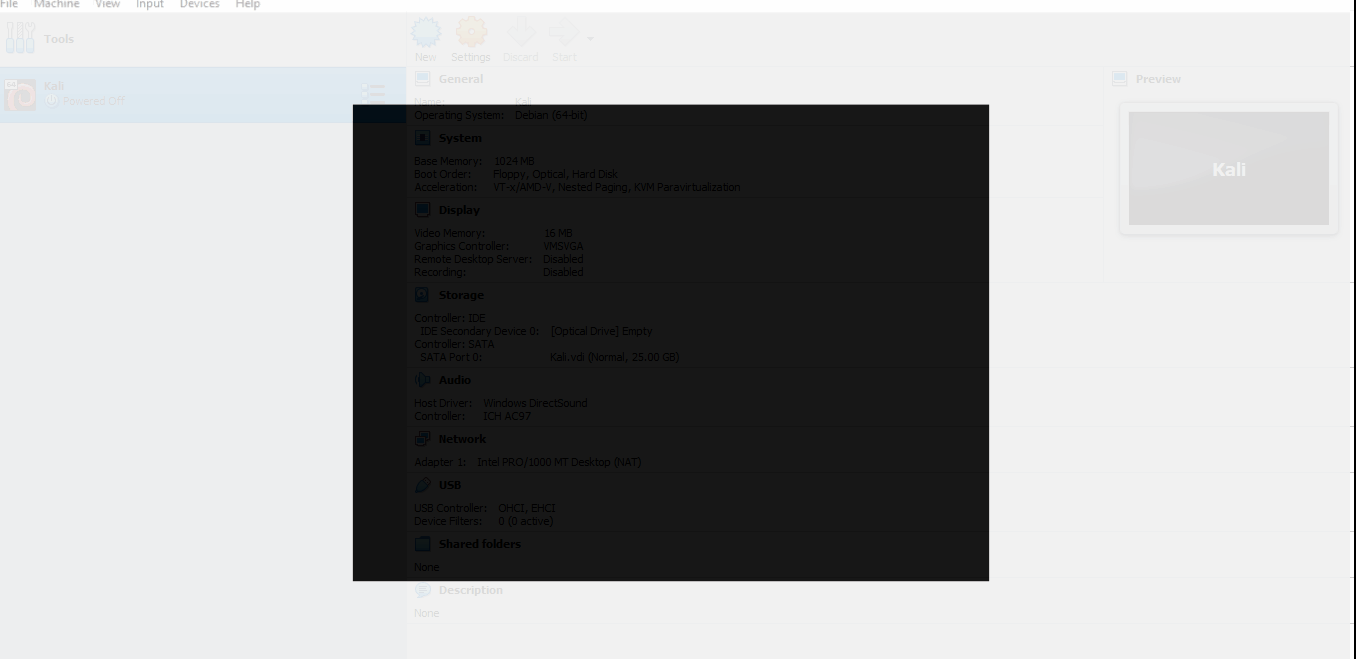 File Machine View Input Devices Help
Tools
New Settings Discard Start
Kali
Powered Off
General
Name: Kali
Operating System: Debian (64-bit)
System
Base Memory: 1024 MB
Boot Order: Floppy, Optical, Hard Disk
Acceleration: VT-x/AMD-V, Nested Paging, KVM Paravirtualization
Display
Video Memory: 16 MB
Graphics Controller: VMSVGA
Remote Desktop Server: Disabled
Recording: Disabled
Storage
Controller: IDE
IDE Secondary Device 0: [Optical Drive] Empty
Controller: SATA
SATA Port 0: Kali.vdi (Normal, 25.00 GB)
Audio
Host Driver: Windows DirectSound
Controller: ICH AC97
Network
Adapter 1: Intel PRO/1000 MT Desktop (NAT)
USB
USB Controller: OHCI, EHCI
Device Filters: 0 (0 active)
Shared folders
None
Description
None
Preview
Kali